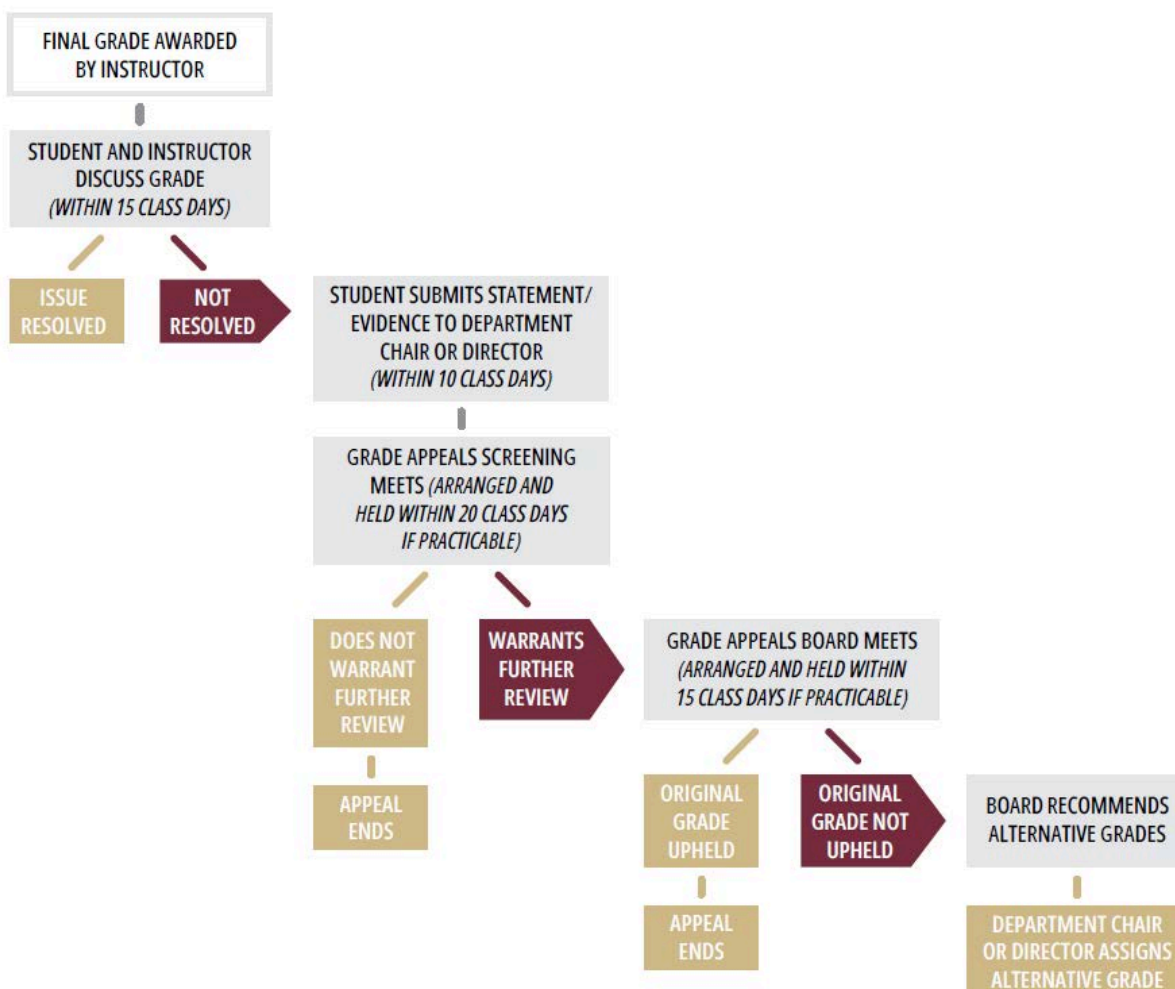 FINAL GRADE AWARDED
BY INSTRUCTOR
STUDENT AND INSTRUCTOR
DISCUSS GRADE
(WITHIN 15 CLASS DAYS)
ISSUE
RESOLVED
NOT
RESOLVED
STUDENT SUBMITS STATEMENT/
EVIDENCE TO DEPARTMENT
CHAIR OR DIRECTOR
(WITHIN 10 CLASS DAYS)
GRADE APPEALS SCREENING
MEETS (ARRANGED AND
HELD WITHIN 20 CLASS DAYS
IF PRACTICABLE)
DOES NOT
WARRANT
FURTHER
REVIEW
APPEAL
ENDS
WARRANTS
FURTHER
REVIEW
GRADE APPEALS BOARD MEETS
(ARRANGED AND HELD WITHIN
15 CLASS DAYS IF PRACTICABLE)
ORIGINAL
GRADE
UPHELD
APPEAL
ENDS
ORIGINAL
GRADE NOT
UPHELD
BOARD RECOMMENDS
ALTERNATIVE GRADES
DEPARTMENT CHAIR
OR DIRECTOR ASSIGNS
ALTERNATIVE GRADE